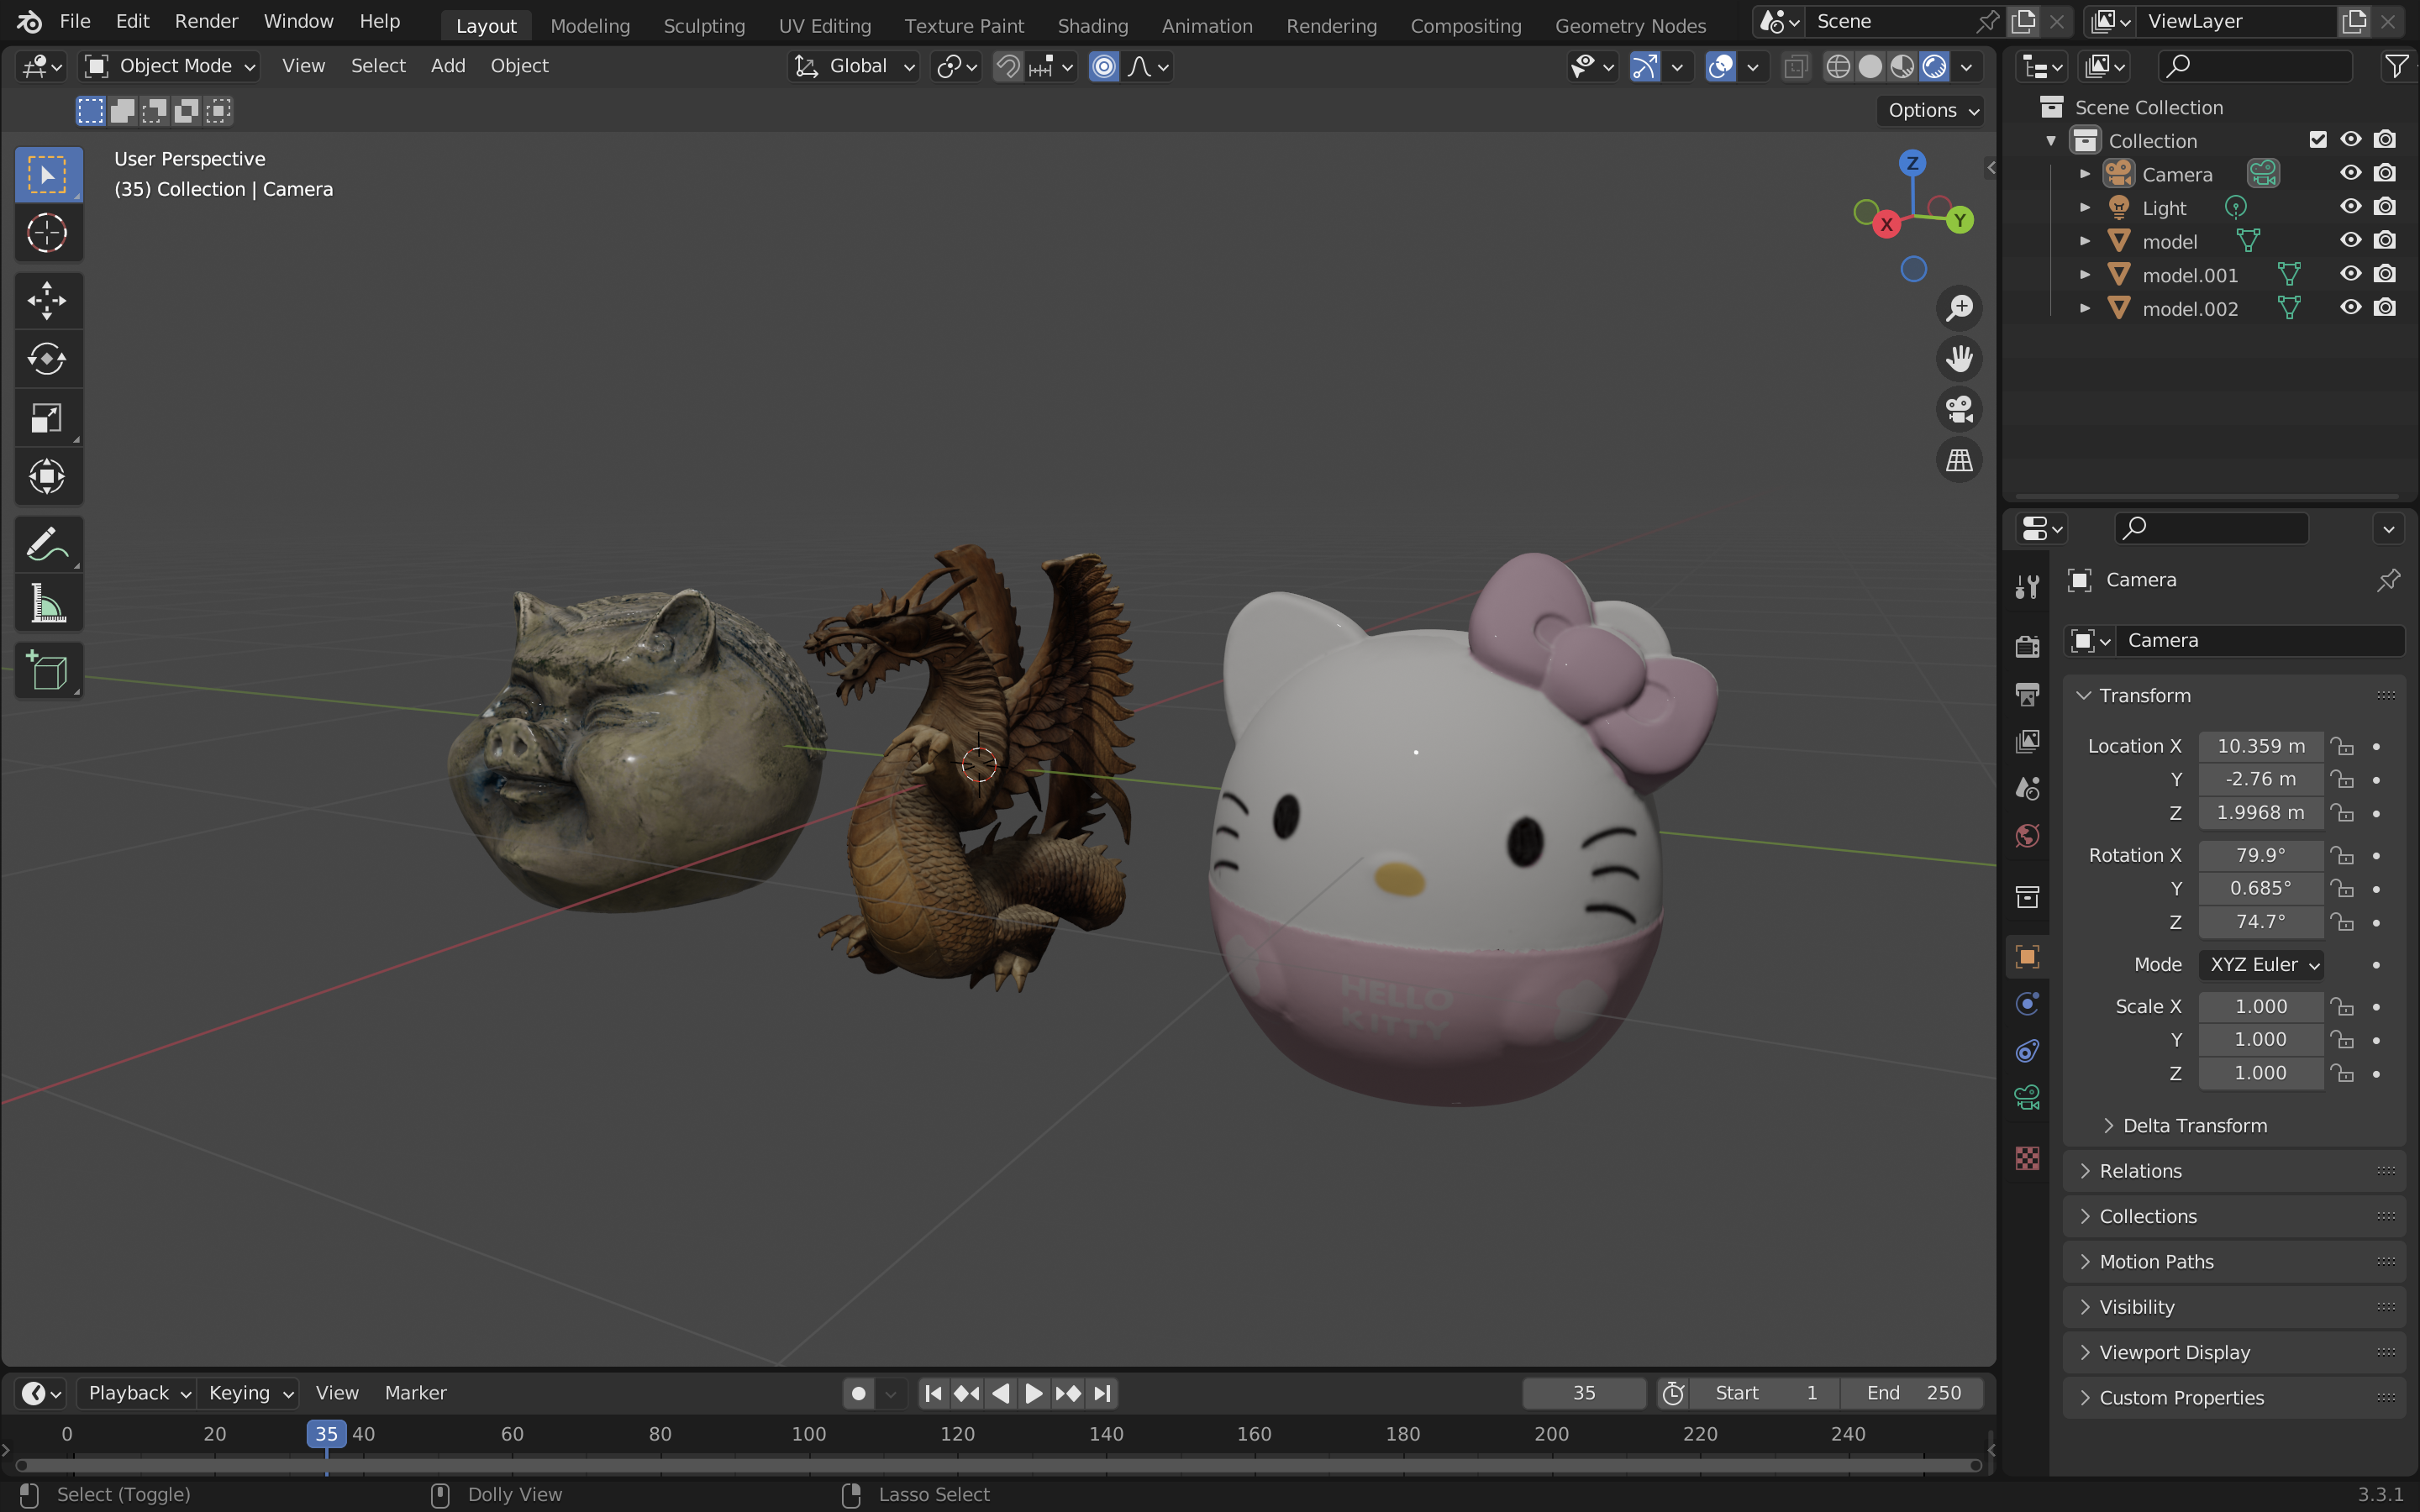 File Edit Render Window Help Layout Modeling Sculpting UV Editing Texture Paint Shading Animation Rendering Compositing Geometry Nodes Scene ViewLayer
Object Mode View Select Add Object Global
Options
User Perspective
(35) Collection | Camera
Z
X
Y
HELLO
KITTY
Scene Collection
Collection
Camera
Light
model
model.001
model.002
Camera
Camera
Transform
Location X 10.359 m
Y -2.76 m
Z 1.9968 m
Rotation X 79.9°
Y 0.685°
Z 74.7°
Mode XYZ Euler
Scale X 1.000
Y 1.000
Z 1.000
Delta Transform
Relations
Collections
Motion Paths
Visibility
Viewport Display
Custom Properties
Playback Keying View Marker 35 Start 1 End 250
0 20 35 40 60 80 100 120 140 160 180 200 220 240
Select (Toggle) Dolly View Lasso Select 3.3.1